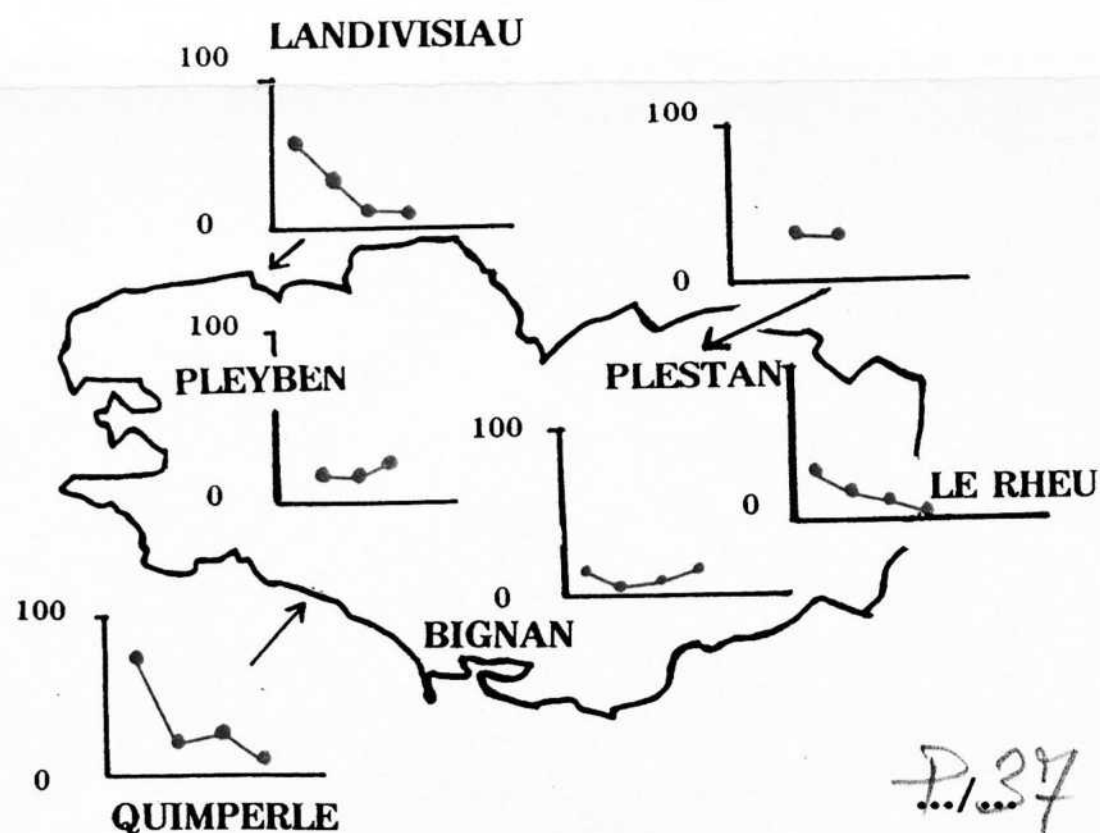 LANDIVISIAU
100
0
100
0
100
PLEYBEN
0
PLESTAN
100
0
0
LE RHEU
BIGNAN
100
0
QUIMPERLE
P. 37
.../...